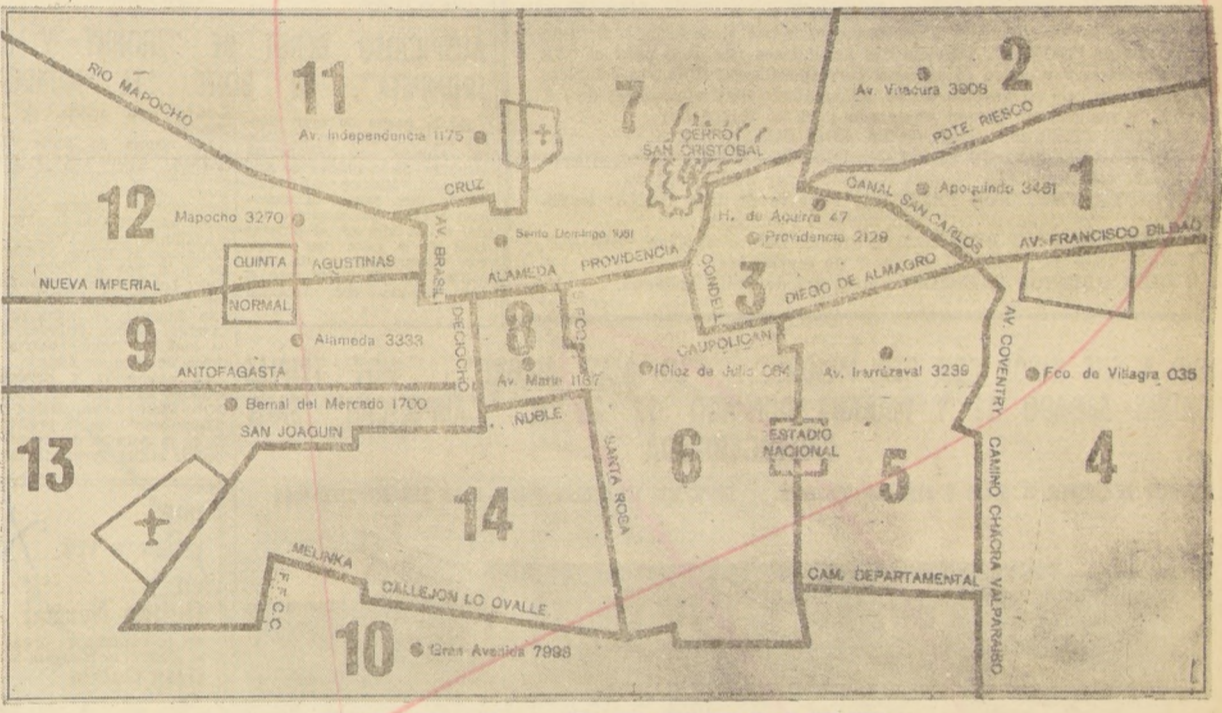 11
7
2
RIO MAPOCHO
Av. Independencia 1175
CERRO
SAN CRISTOBAL
Av. Vitacura 3908
PDTE. RIESCO
1
12
Mapocho 3270
CRUZ
CANAL SAN CARLOS
Apoquindo 3461
H. de Aguirre 47
Providencia 2129
Santo Domingo
AV. BRASIL
AV. FRANCISCO BILBAO
QUINTA
NORMAL
AGUSTINAS
NUEVA IMPERIAL
ALAMEDA
PROVIDENCIA
CONDELL
3
DIEGO DE ALMAGRO
9
Alameda 3333
DIECIOCHO
8
S. ROSA
CAUPOLICAN
AV. COVENTRY
ANTOFAGASTA
Av. Matta 1167
Diez de Julio
Av. Irarrázaval 3239
Fco. de Villagra 035
Bernal del Mercado 1700
ÑUBLE
SAN JOAQUIN
ESTADIO
NACIONAL
13
14
SANTA ROSA
6
5
CAMINO CHACRA VALPARAISO
4
MELINKA
F.F.C.C
CALLEJON LO OVALLE
CAM. DEPARTAMENTAL
10
Gran Avenida